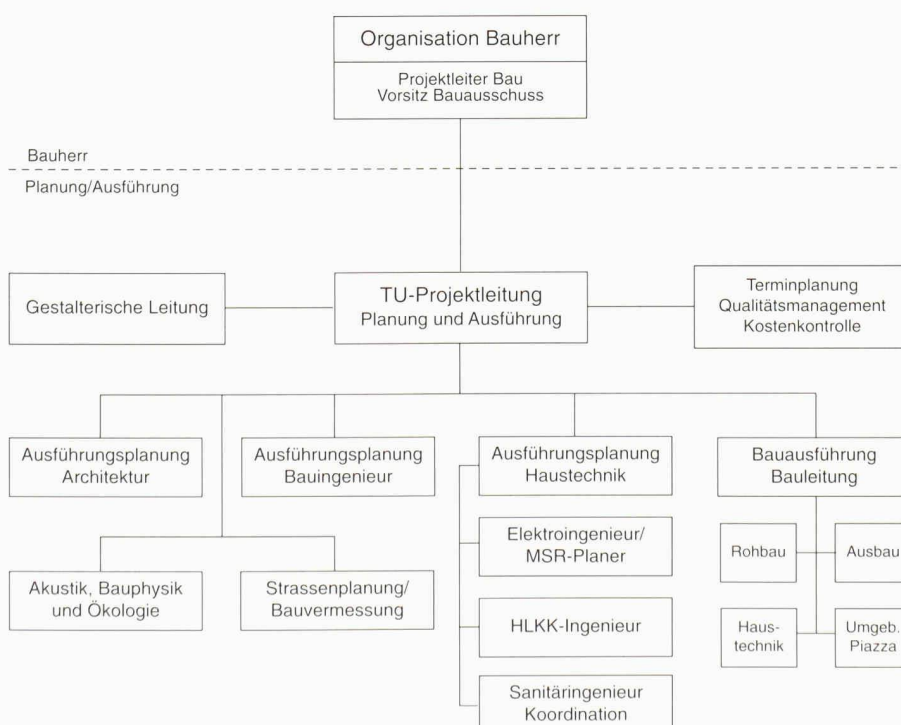 Organisation Bauherr
Projektleiter Bau
Vorsitz Bauausschuss
Bauherr
Planung/Ausführung
Gestalterische Leitung
TU-Projektleitung
Planung und Ausführung
Terminplanung
Qualitätsmanagement
Kostenkontrolle
Ausführungsplanung
Architektur
Ausführungsplanung
Bauingenieur
Ausführungsplanung
Haustechnik
Bauausführung
Bauleitung
Akustik, Bauphysik
und Ökologie
Strassenplanung/
Bauvermessung
Elektroingenieur/
MSR-Planer
HLKK-Ingenieur
Sanitäringenieur
Koordination
Rohbau
Ausbau
Haus-
technik
Umgeb.
Piazza